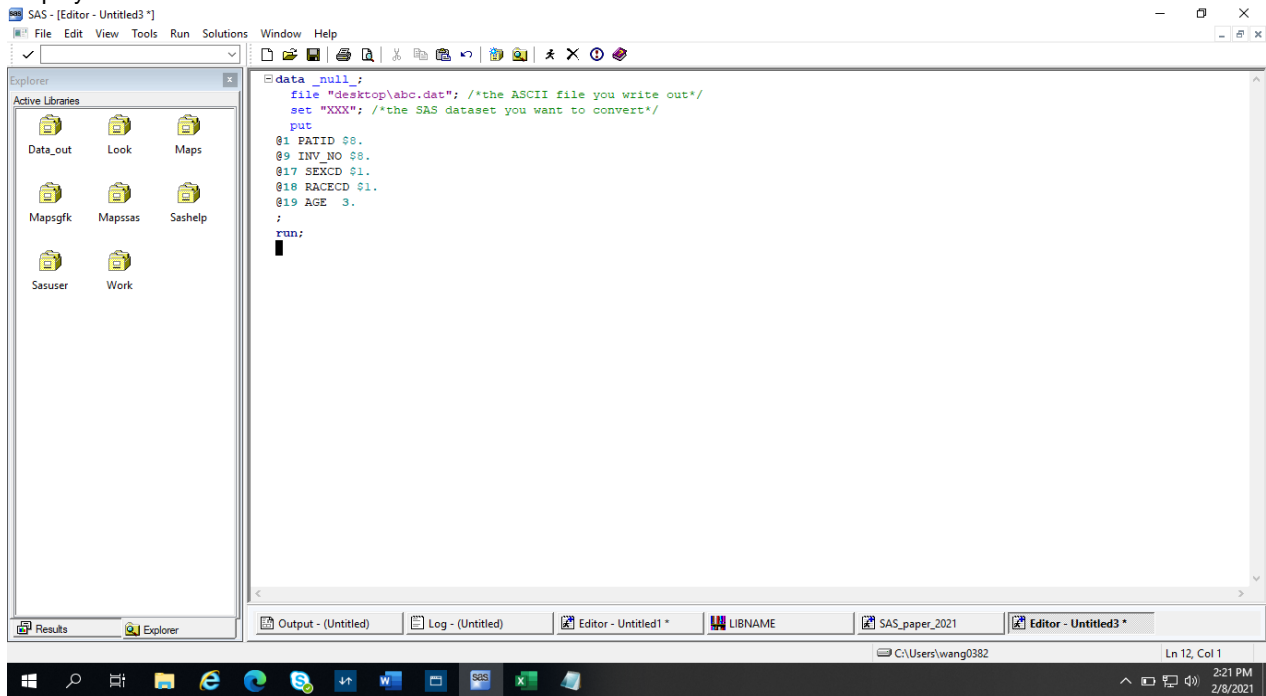 SAS - [Editor - Untitled3 *]
File Edit View Tools Run Solutions Window Help
Explorer
Active Libraries
Data_out Look Maps
Mapsgfk Mapssas Sashelp
Sasuser Work
data _null_;
file "desktop\abc.dat"; /*the ASCII file you write out*/
set "XXX"; /*the SAS dataset you want to convert*/
put
@1 PATID $8.
@9 INV_NO $8.
@17 SEXCD $1.
@18 RACECD $1.
@19 AGE 3.
;
run;
Results Explorer
Output - (Untitled) Log - (Untitled) Editor - Untitled1 * LIBNAME SAS_paper_2021 Editor - Untitled3 *
C:\Users\wang0382 Ln 12, Col 1
2:21 PM
2/8/2021